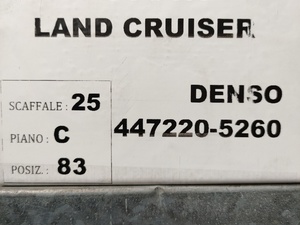 LAND CRUISER
DENSO
SCAFFALE : 25
447220-5260
PIANO : C
POSIZ. : 83